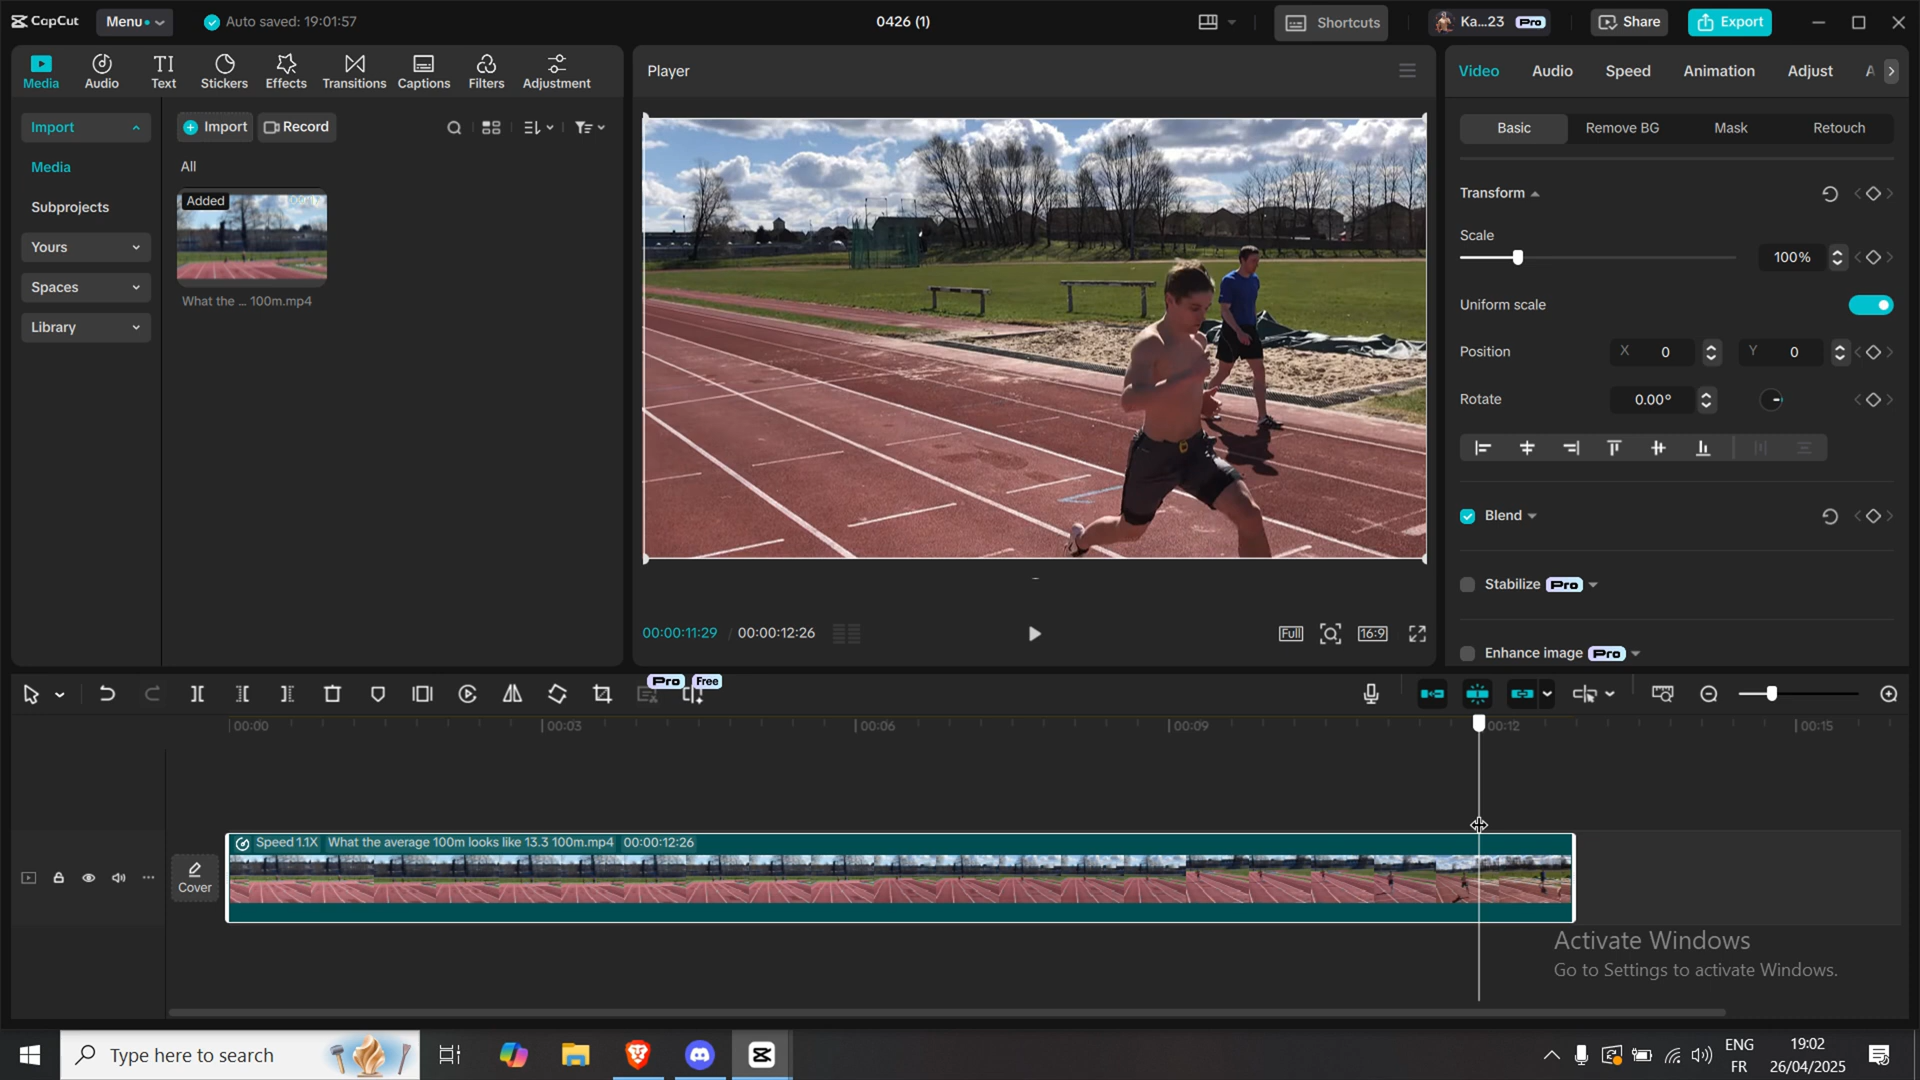 CapCut
Menu
Auto saved: 19:01:57
0426 (1)
Shortcuts
Ka...23 Pro
Share
Export
Media
Audio
Text
Stickers
Effects
Transitions
Captions
Filters
Adjustment
Import
Media
Subprojects
Yours
Spaces
Library
Import
Record
All
Added
What the ... 100m.mp4
Player
00:00:11:29 / 00:00:12:26
Full
16:9
Video
Audio
Speed
Animation
Adjust
A
Basic
Remove BG
Mask
Retouch
Transform
Scale
100%
Uniform scale
Position
X 0
Y 0
Rotate
0.00°
Blend
Stabilize Pro
Enhance image Pro
Pro
Free
00:00
00:03
00:06
00:09
00:12
00:15
Cover
Speed 1.1X What the average 100m looks like 13.3 100m.mp4 00:00:12:26
Activate Windows
Go to Settings to activate Windows.
Type here to search
ENG
FR
19:02
26/04/2025